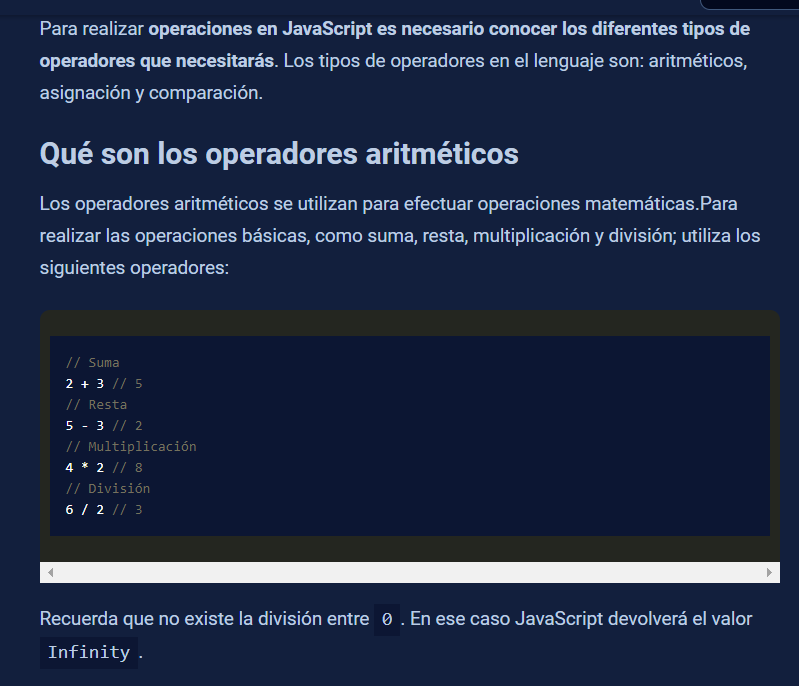 Para realizar operaciones en JavaScript es necesario conocer los diferentes tipos de
operadores que necesitarás. Los tipos de operadores en el lenguaje son: aritméticos,
asignación y comparación.
Qué son los operadores aritméticos
Los operadores aritméticos se utilizan para efectuar operaciones matemáticas.Para
realizar las operaciones básicas, como suma, resta, multiplicación y división; utiliza los
siguientes operadores:
// Suma
2 + 3 // 5
// Resta
5 - 3 // 2
// Multiplicación
4 * 2 // 8
// División
6 / 2 // 3
Recuerda que no existe la división entre 0. En ese caso JavaScript devolverá el valor
Infinity.